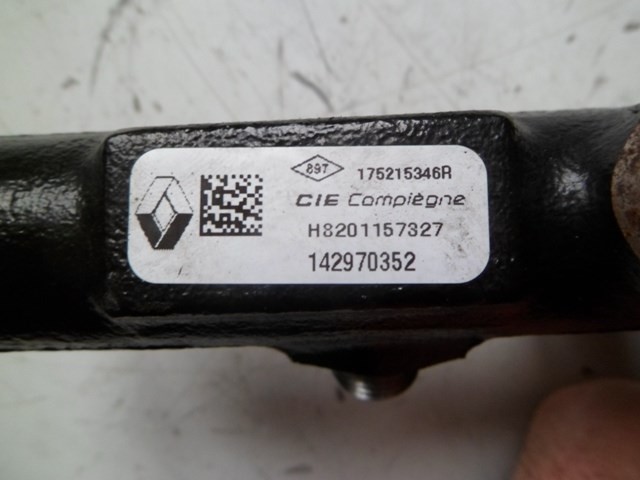 897 175215346R
CIE Compiègne
H8201157327
142970352